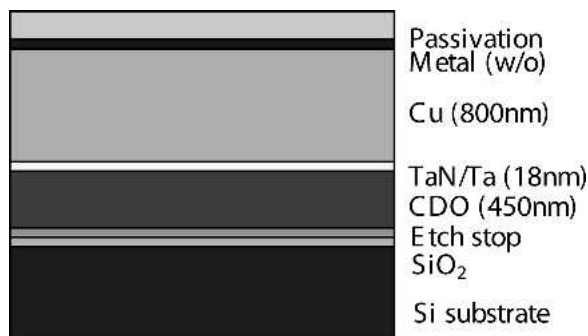 Passivation
Metal (w/o)
Cu (800nm)
TaN/Ta (18nm)
CDO (450nm)
Etch stop
SiO₂
Si substrate